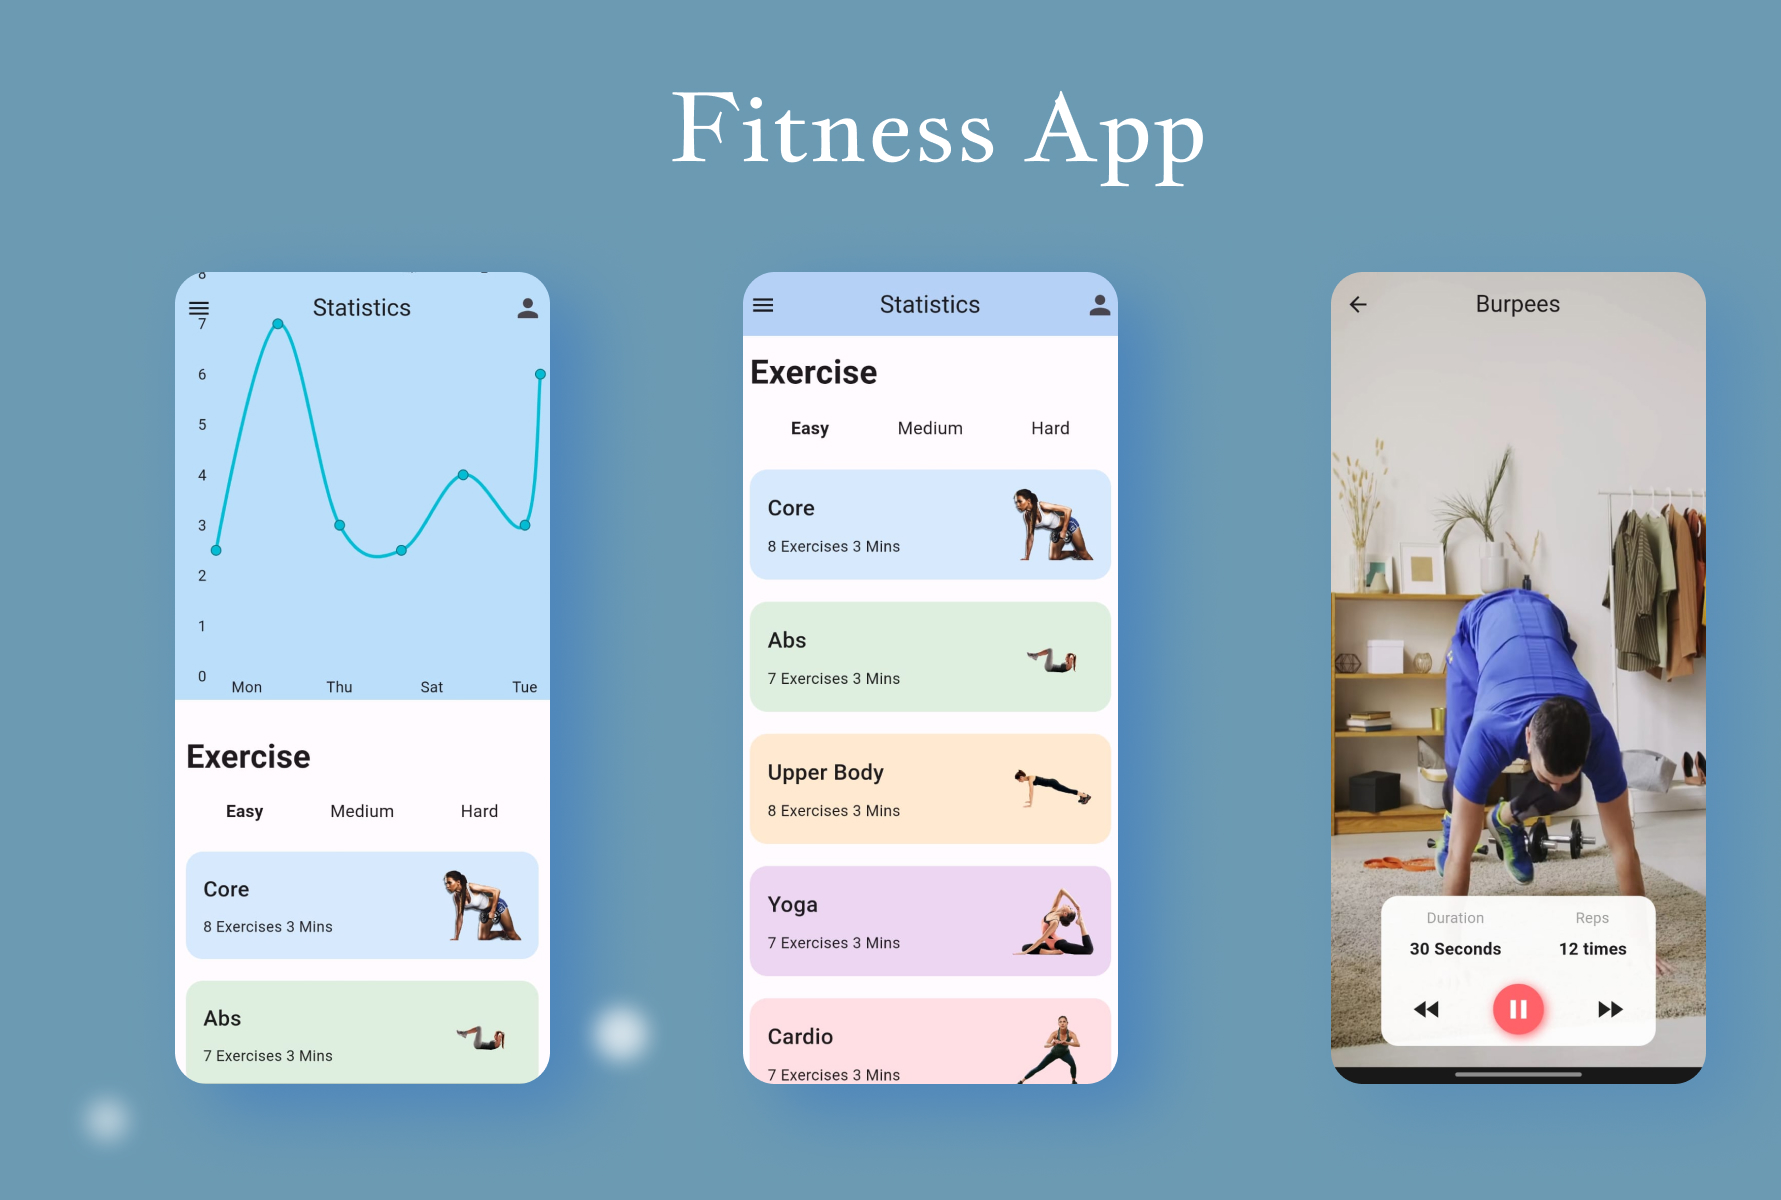 Fitness App
8
Statistics
7
6
5
4
3
2
1
0
Mon Thu Sat Tue
Exercise
Easy Medium Hard
Core
8 Exercises 3 Mins
Abs
7 Exercises 3 Mins
Statistics
Exercise
Easy Medium Hard
Core
8 Exercises 3 Mins
Abs
7 Exercises 3 Mins
Upper Body
8 Exercises 3 Mins
Yoga
7 Exercises 3 Mins
Cardio
7 Exercises 3 Mins
Burpees
Duration Reps
30 Seconds 12 times